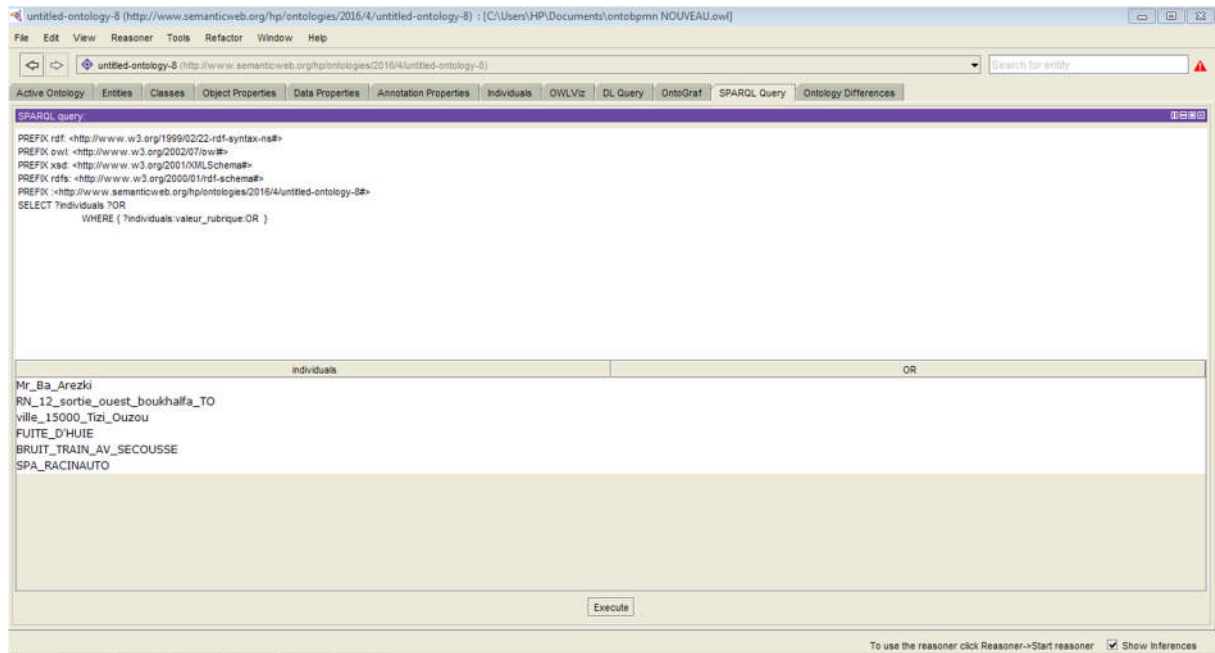 untitled-ontology-8 (http://www.semanticweb.org/hp/ontologies/2016/4/untitled-ontology-8) : [C:\Users\HP\Documents\ontobpmn NOUVEAU.owl]
File Edit View Reasoner Tools Refactor Window Help
untitled-ontology-8 (http://www.semanticweb.org/hp/ontologies/2016/4/untitled-ontology-8) Search for entity
Active Ontology Entities Classes Object Properties Data Properties Annotation Properties Individuals OWLViz DL Query OntoGraf SPARQL Query Ontology Differences
SPARQL query:
PREFIX rdf: <http://www.w3.org/1999/02/22-rdf-syntax-ns#>
PREFIX owl: <http://www.w3.org/2002/07/owl#>
PREFIX xsd: <http://www.w3.org/2001/XMLSchema#>
PREFIX rdfs: <http://www.w3.org/2000/01/rdf-schema#>
PREFIX :<http://www.semanticweb.org/hp/ontologies/2016/4/untitled-ontology-8#>
SELECT ?individuals ?OR
WHERE { ?individuals:valeur_rubrique:OR }
individuals OR
Mr_Ba_Arezki
RN_12_sortie_ouest_boukhalfa_TO
ville_15000_Tizi_Ouzou
FUITE_D'HUIE
BRUIT_TRAIN_AV_SECOUSSE
SPA_RACINAUTO
Execute
To use the reasoner click Reasoner->Start reasoner Show Inferences